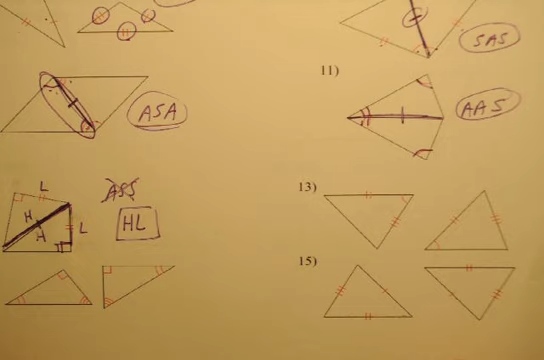 SAS
11)
ASA
AAS
L
ASS
H
H
L
HL
13)
15)